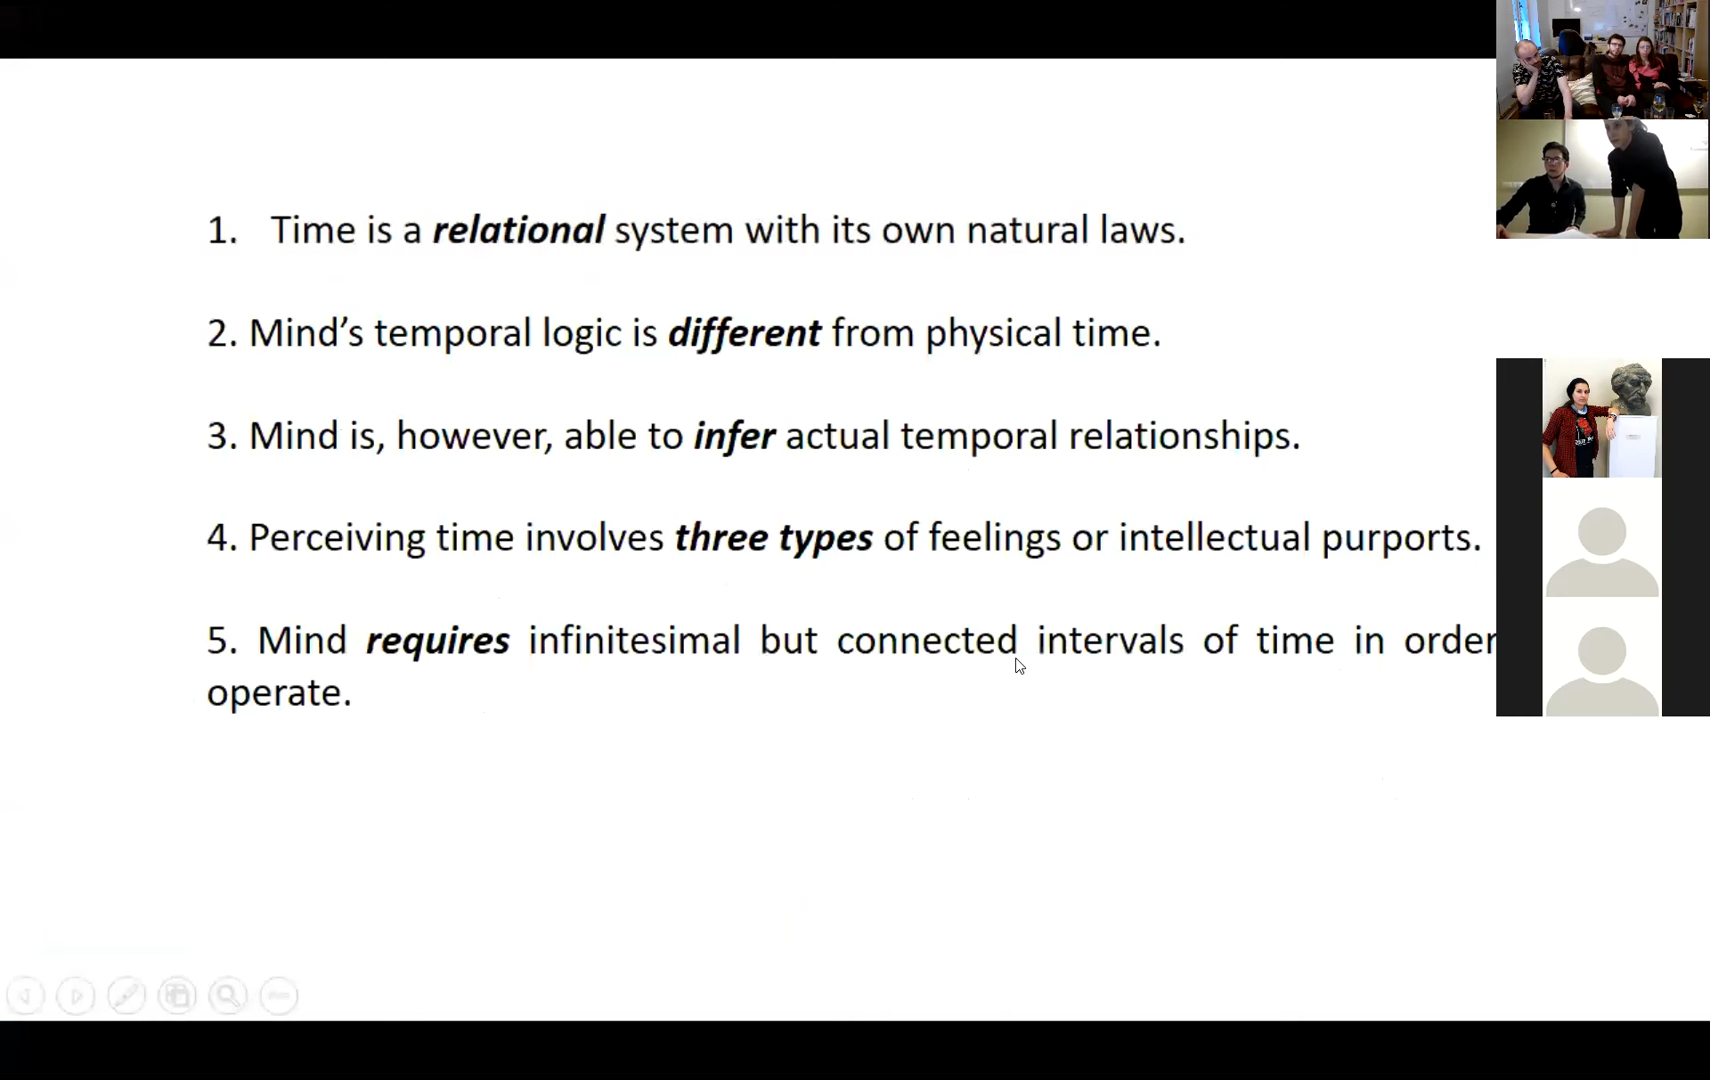 1. Time is a relational system with its own natural laws.
2. Mind’s temporal logic is different from physical time.
3. Mind is, however, able to infer actual temporal relationships.
4. Perceiving time involves three types of feelings or intellectual purports.
5. Mind requires infinitesimal but connected intervals of time in order
operate.